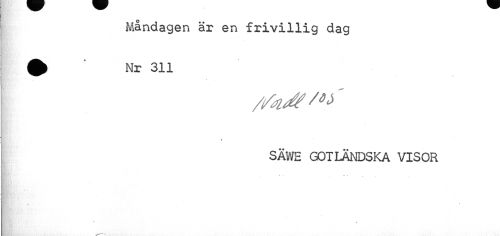 Måndagen är en frivillig dag
Nr 311
Nordl 105
SÄWE GOTLÄNDSKA VISOR